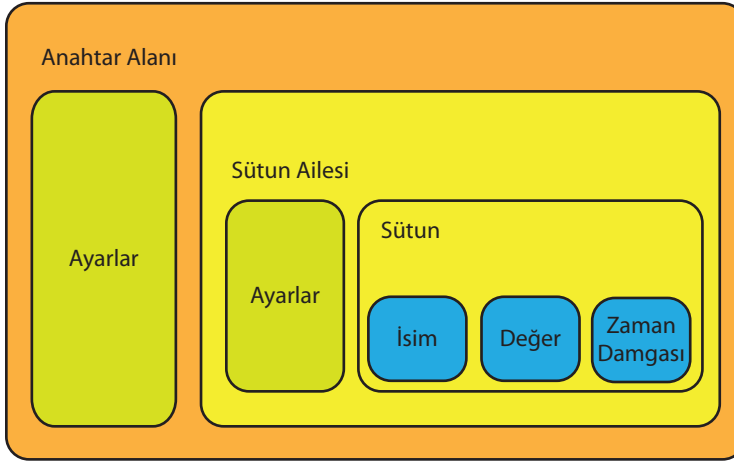 Anahtar Alanı
Ayarlar
Sütun Ailesi
Ayarlar
Sütun
İsim
Değer
Zaman
Damgası